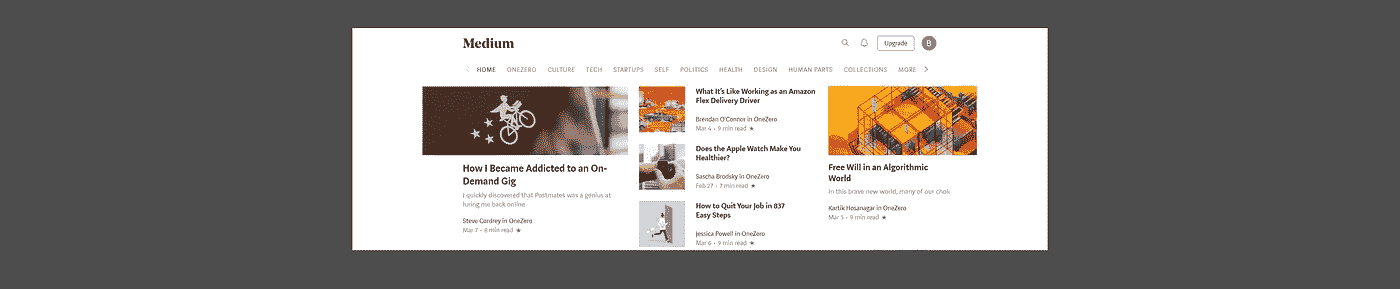 Medium
Upgrade
B
HOME ONEZERO CULTURE TECH STARTUPS SELF POLITICS HEALTH DESIGN HUMAN PARTS COLLECTIONS MORE
How I Became Addicted to an On-
Demand Gig
I quickly discovered that Postmates was a genius at
luring me back online
Steve Cordrey in OneZero
Mar 7 · 8 min read ★
What It's Like Working as an Amazon
Flex Delivery Driver
Brendan O'Connor in OneZero
Mar 4 · 9 min read ★
Does the Apple Watch Make You
Healthier?
Sascha Brodsky in OneZero
Feb 27 · 7 min read ★
How to Quit Your Job in 837
Easy Steps
Jessica Powell in OneZero
Mar 6 · 9 min read ★
Free Will in an Algorithmic
World
In this brave new world, many of our choic
Kartik Hosanagar in OneZero
Mar 5 · 9 min read ★